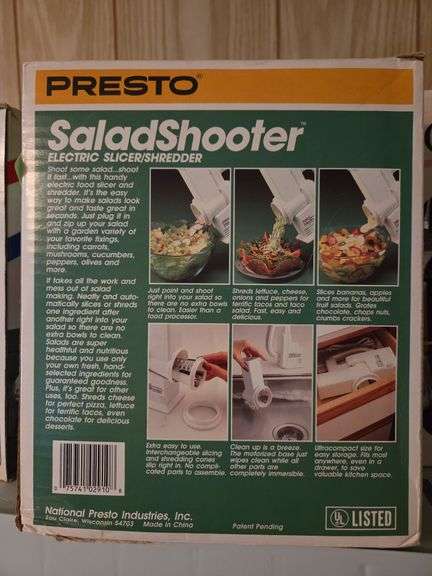 PRESTO®
SaladShooter™
ELECTRIC SLICER/SHREDDER
Shoot some salad...shoot
it fast...with this handy
electric food slicer and
shredder. It's the easy
way to make salads look
great and taste great in
seconds. Just plug it in
and zip up your salad
with a garden variety of
your favorite fixings,
including carrots,
mushrooms, cucumbers,
peppers, olives and
more.
It takes all the work and
mess out of salad
making. Neatly and auto-
matically slices or shreds
one ingredient after
another right into your
salad so there are no
extra bowls to clean.
Salads are super
healthful and nutritious
because you use only
your own fresh, hand-
selected ingredients for
guaranteed goodness.
Plus, it's great for other
uses, too. Shreds cheese
for perfect pizza, lettuce
for terrific tacos, even
chocolate for delicious
desserts.
Just point and shoot
right into your salad so
there are no extra bowls
to clean. Easier than a
food processor.
Shreds lettuce, cheese,
onions and peppers for
terrific tacos and taco
salad. Fast, easy and
delicious.
Slices bananas, apples
and more for beautiful
fruit salads. Grates
chocolate, chops nuts,
crumbs crackers.
Extra easy to use.
Interchangeable slicing
and shredding cones
slip right in. No compli-
cated parts to assemble.
Clean up is a breeze.
The motorized base just
wipes clean while all
other parts are
completely immersible.
Ultracompact size for
easy storage. Fits most
anywhere, even in a
drawer, to save
valuable kitchen space.
0 75741 02910 8
National Presto Industries, Inc.
Eau Claire, Wisconsin 54703 Made in China
Patent Pending
UL LISTED